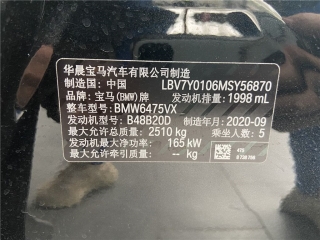 华晨宝马汽车有限公司制造
制造国：中国 LBV7Y0106MSY56870
品牌：宝马(BMW)牌 发动机排量：1998 mL
整车型号：BMW6475VX
发动机型号：B48B20D 制造年月：2020-09
最大允许总质量：2510 kg 乘坐人数：5
发动机最大净功率：165 kW
最大允许牵引质量：-- kg